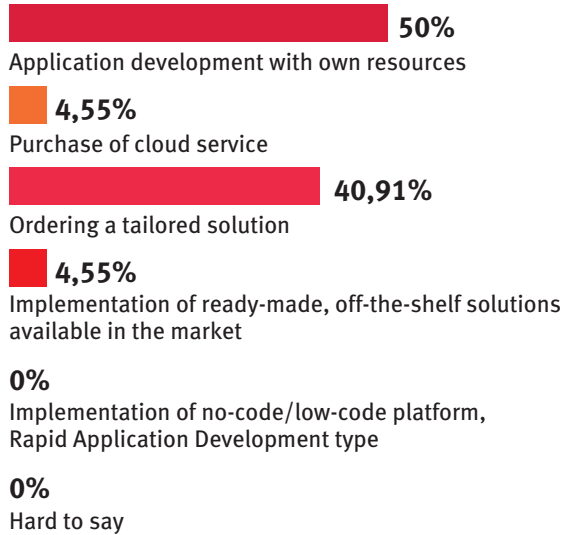 50%
Application development with own resources
4,55%
Purchase of cloud service
40,91%
Ordering a tailored solution
4,55%
Implementation of ready-made, off-the-shelf solutions
available in the market
0%
Implementation of no-code/low-code platform,
Rapid Application Development type
0%
Hard to say